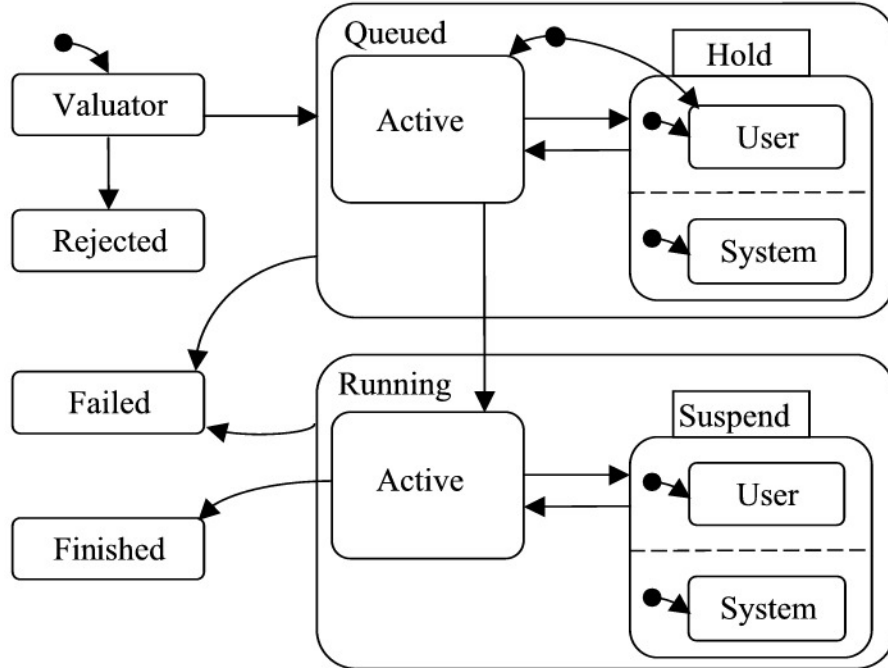 Queued
Hold
Valuator
Active
User
Rejected
System
Running
Failed
Suspend
Active
User
Finished
System